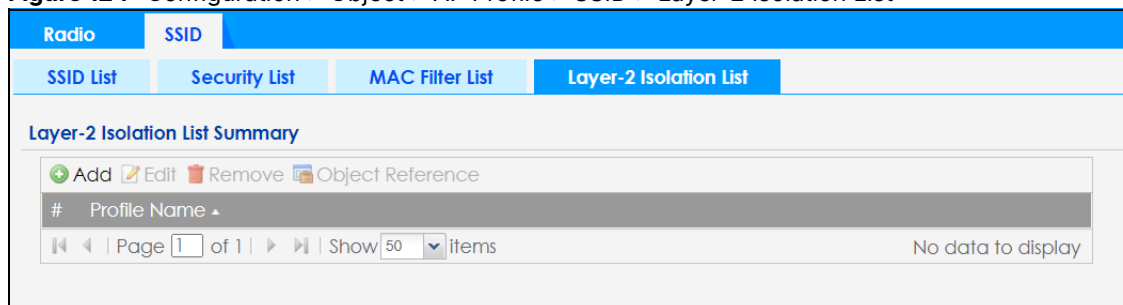 Radio SSID
SSID List Security List MAC Filter List Layer-2 Isolation List
Layer-2 Isolation List Summary
Add Edit Remove Object Reference
# Profile Name
Page 1 of 1 Show 50 items No data to display